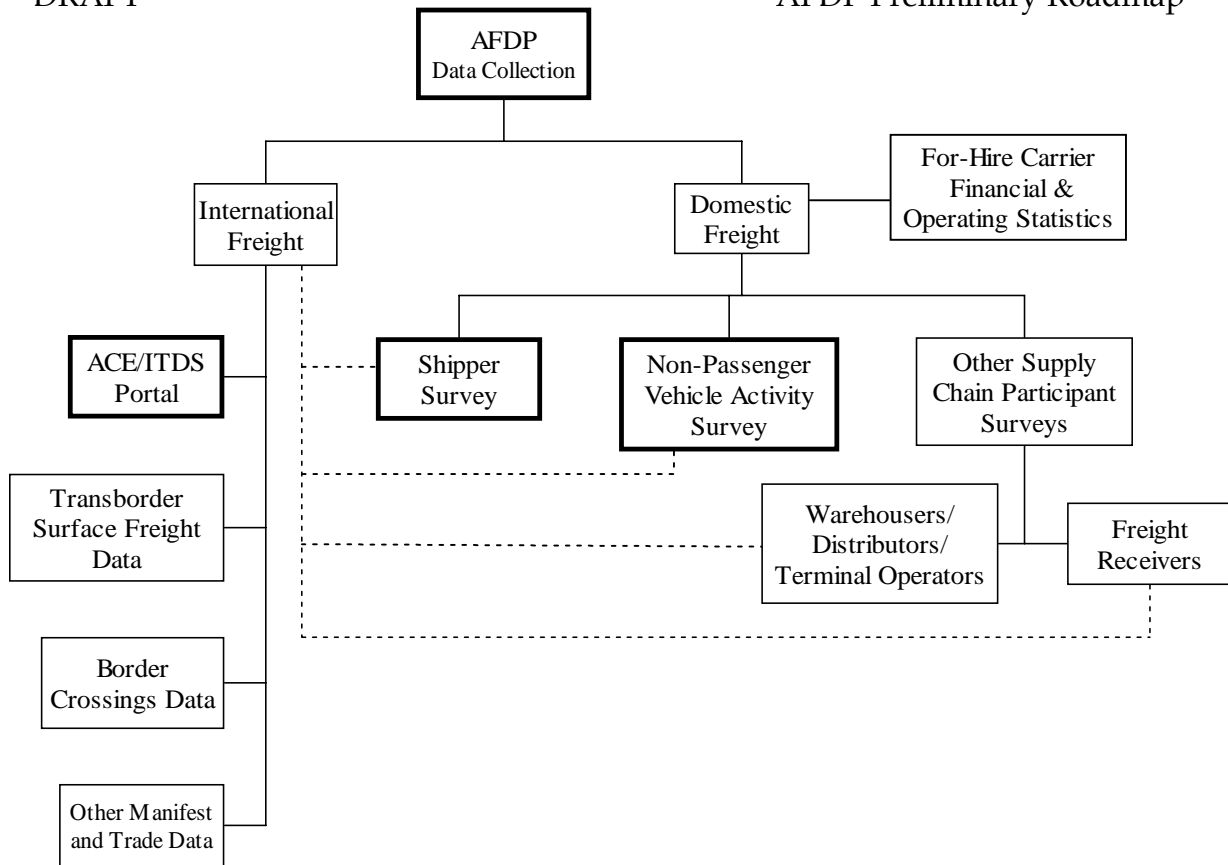 DRAFT
AFDP Preliminary Roadmap
AFDP
Data Collection
For-Hire Carrier
Financial &
Operating Statistics
International
Freight
Domestic
Freight
ACE/ITDS
Portal
Shipper
Survey
Non-Passenger
Vehicle Activity
Survey
Other Supply
Chain Participant
Surveys
Transborder
Surface Freight
Data
Warehousers/
Distributors/
Terminal Operators
Freight
Receivers
Border
Crossings Data
Other Manifest
and Trade Data